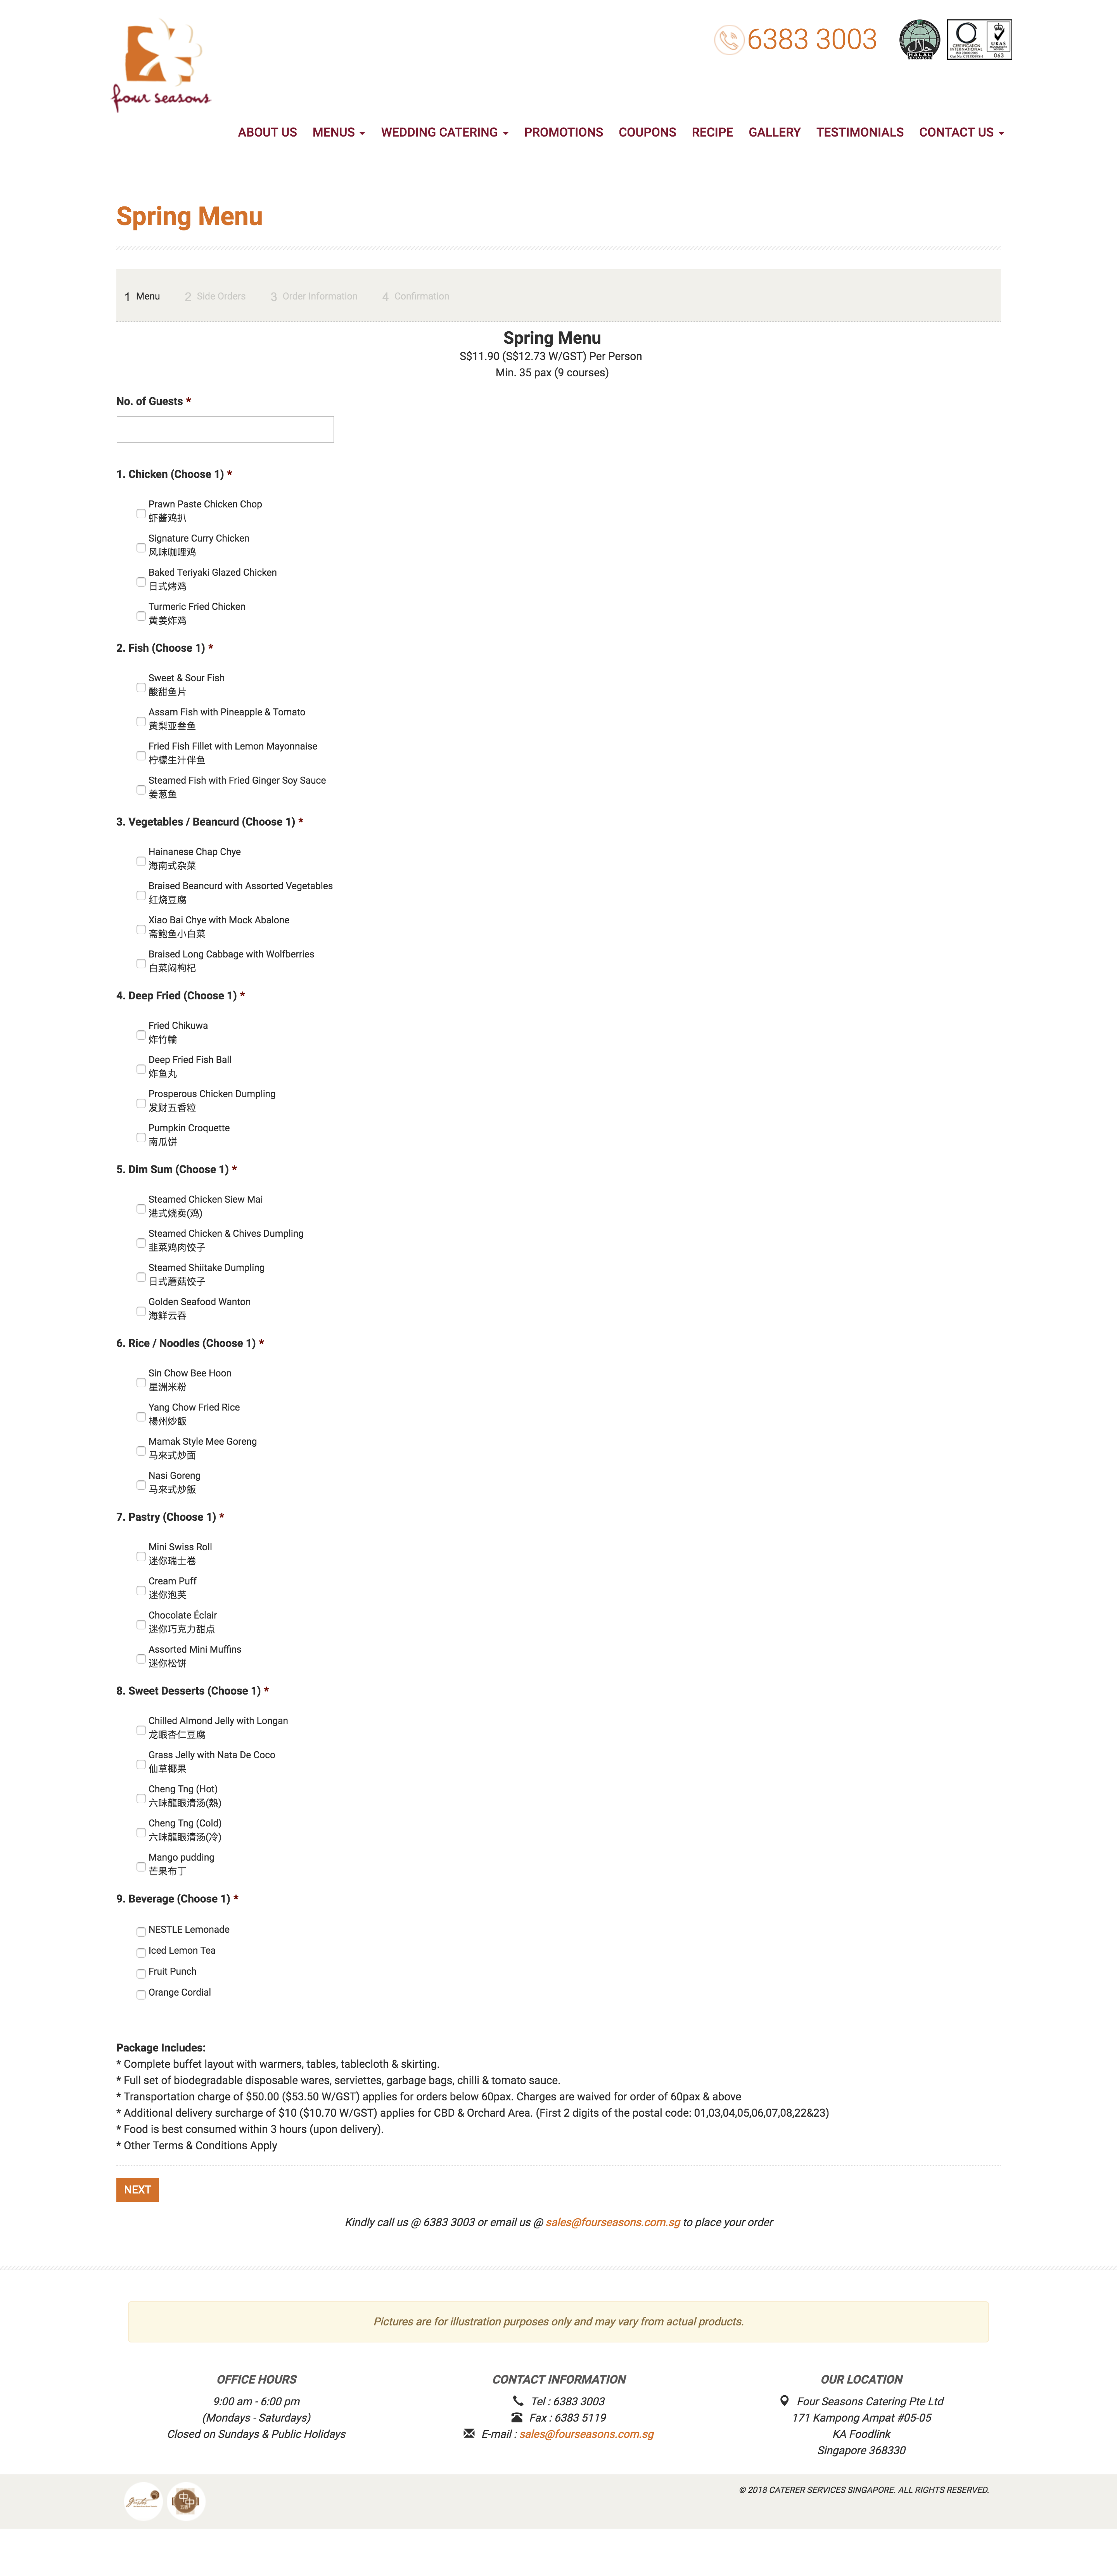 four seasons
6383 3003
HALAL
UKAS
063
ABOUT US MENUS WEDDING CATERING PROMOTIONS COUPONS RECIPE GALLERY TESTIMONIALS CONTACT US
Spring Menu
1 Menu 2 Side Orders 3 Order Information 4 Confirmation
Spring Menu
S$11.90 (S$12.73 W/GST) Per Person
Min. 35 pax (9 courses)
No. of Guests *
1. Chicken (Choose 1) *
Prawn Paste Chicken Chop
虾酱鸡扒
Signature Curry Chicken
风味咖哩鸡
Baked Teriyaki Glazed Chicken
日式烤鸡
Turmeric Fried Chicken
黄姜炸鸡
2. Fish (Choose 1) *
Sweet & Sour Fish
酸甜鱼片
Assam Fish with Pineapple & Tomato
黄梨亚叁鱼
Fried Fish Fillet with Lemon Mayonnaise
柠檬生汁伴鱼
Steamed Fish with Fried Ginger Soy Sauce
姜葱鱼
3. Vegetables / Beancurd (Choose 1) *
Hainanese Chap Chye
海南式杂菜
Braised Beancurd with Assorted Vegetables
红烧豆腐
Xiao Bai Chye with Mock Abalone
斋鲍鱼小白菜
Braised Long Cabbage with Wolfberries
白菜闷枸杞
4. Deep Fried (Choose 1) *
Fried Chikuwa
炸竹輪
Deep Fried Fish Ball
炸鱼丸
Prosperous Chicken Dumpling
发财五香粒
Pumpkin Croquette
南瓜饼
5. Dim Sum (Choose 1) *
Steamed Chicken Siew Mai
港式烧卖(鸡)
Steamed Chicken & Chives Dumpling
韭菜鸡肉饺子
Steamed Shiitake Dumpling
日式蘑菇饺子
Golden Seafood Wanton
海鲜云吞
6. Rice / Noodles (Choose 1) *
Sin Chow Bee Hoon
星洲米粉
Yang Chow Fried Rice
楊州炒飯
Mamak Style Mee Goreng
马來式炒面
Nasi Goreng
马來式炒飯
7. Pastry (Choose 1) *
Mini Swiss Roll
迷你瑞士卷
Cream Puff
迷你泡芙
Chocolate Éclair
迷你巧克力甜点
Assorted Mini Muffins
迷你松饼
8. Sweet Desserts (Choose 1) *
Chilled Almond Jelly with Longan
龙眼杏仁豆腐
Grass Jelly with Nata De Coco
仙草椰果
Cheng Tng (Hot)
六味龍眼清汤(熱)
Cheng Tng (Cold)
六味龍眼清汤(冷)
Mango pudding
芒果布丁
9. Beverage (Choose 1) *
NESTLE Lemonade
Iced Lemon Tea
Fruit Punch
Orange Cordial
Package Includes:
* Complete buffet layout with warmers, tables, tablecloth & skirting.
* Full set of biodegradable disposable wares, serviettes, garbage bags, chilli & tomato sauce.
* Transportation charge of $50.00 ($53.50 W/GST) applies for orders below 60pax. Charges are waived for order of 60pax & above
* Additional delivery surcharge of $10 ($10.70 W/GST) applies for CBD & Orchard Area. (First 2 digits of the postal code: 01,03,04,05,06,07,08,22&23)
* Food is best consumed within 3 hours (upon delivery).
* Other Terms & Conditions Apply
NEXT
Kindly call us @ 6383 3003 or email us @ sales@fourseasons.com.sg to place your order
Pictures are for illustration purposes only and may vary from actual products.
OFFICE HOURS
9:00 am - 6:00 pm
(Mondays - Saturdays)
Closed on Sundays & Public Holidays
CONTACT INFORMATION
Tel : 6383 3003
Fax : 6383 5119
E-mail : sales@fourseasons.com.sg
OUR LOCATION
Four Seasons Catering Pte Ltd
171 Kampong Ampat #05-05
KA Foodlink
Singapore 368330
© 2018 CATERER SERVICES SINGAPORE. ALL RIGHTS RESERVED.